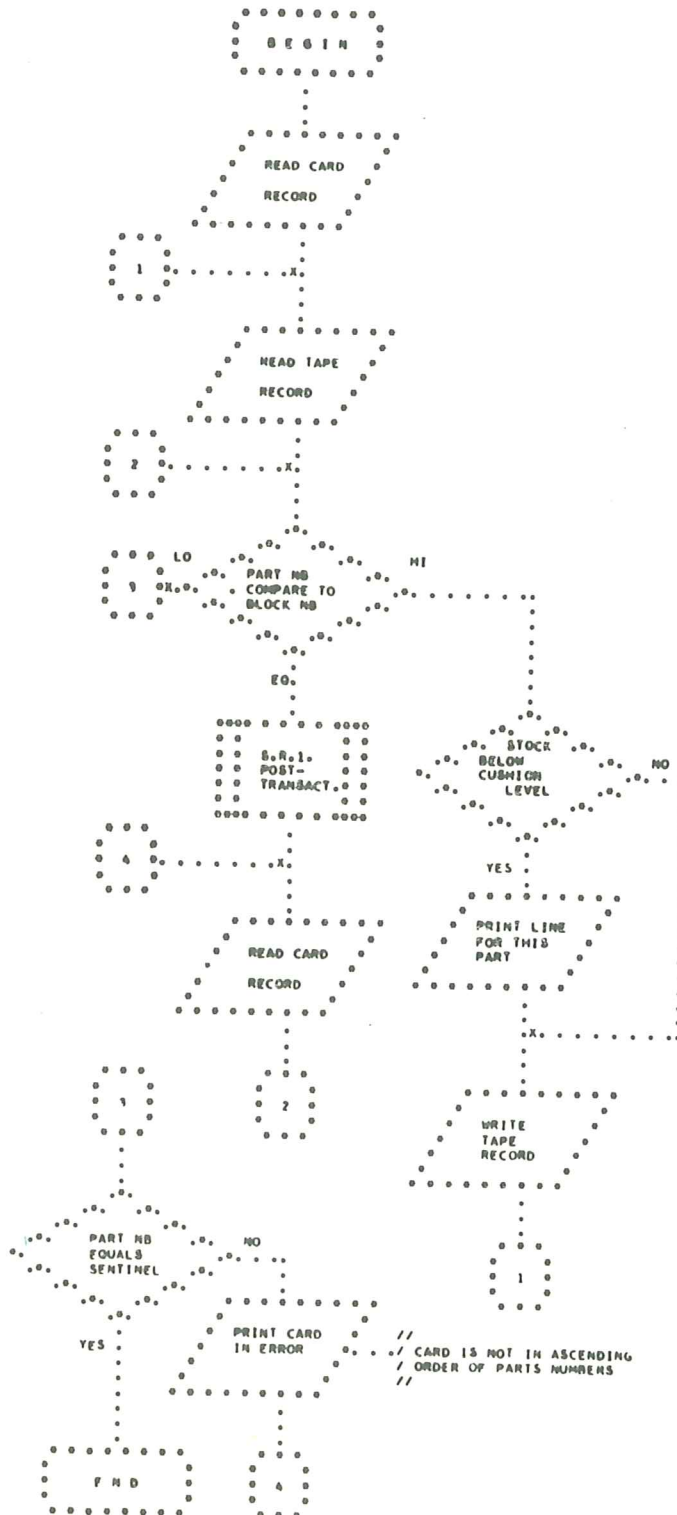 BEGIN
READ CARD
RECORD
1
READ TAPE
RECORD
2
LO
HI
3
PART NB
COMPARE TO
BLOCK NB
EQ.
STOCK
BELOW
CUSHION
LEVEL
NO
S.R.1.
POST-
TRANSACT.
YES
4
PRINT LINE
FOR THIS
PART
READ CARD
RECORD
3
2
WRITE
TAPE
RECORD
PART NB
EQUALS
SENTINEL
NO
1
YES
PRINT CARD
IN ERROR
CARD IS NOT IN ASCENDING
ORDER OF PARTS NUMBERS
END
4